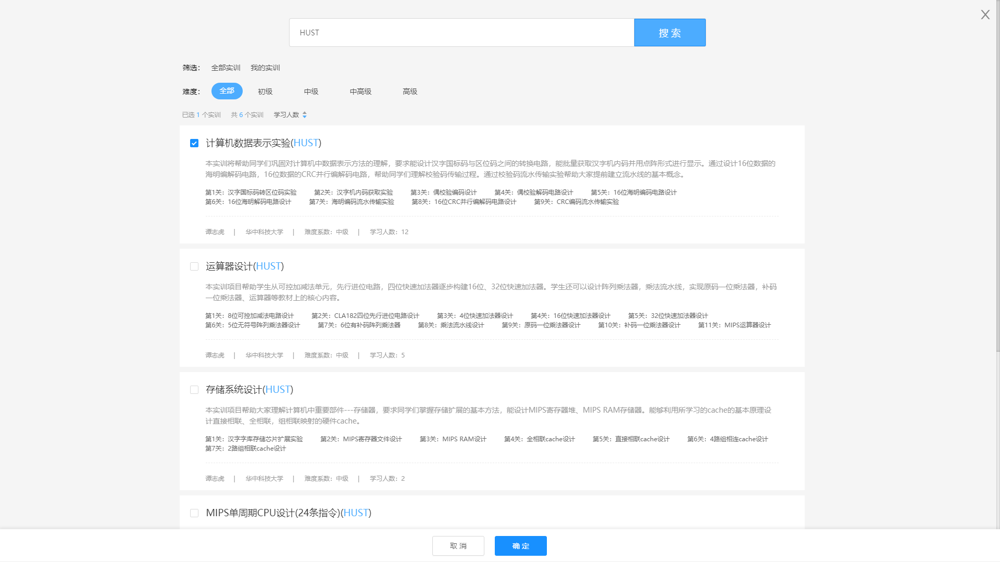 HUST
搜 索
X
筛选： 全部实训 我的实训
难度： 全部 初级 中级 中高级 高级
已选 1 个实训 共 6 个实训 学习人数
计算机数据表示实验(HUST)
本实训将帮助同学们巩固对计算机中数据表示方法的理解，要求能设计汉字国标码与区位码之间的转换电路，能批量获取汉字机内码并用点阵形式进行显示。通过设计16位数据的
海明编解码电路，16位数据的CRC并行编解码电路，帮助同学们理解校验码传输过程。通过校验码流水传输实验帮助大家提前建立流水线的基本概念。
第1关：汉字国标码转区位码实验 第2关：汉字机内码获取实验 第3关：偶校验编码设计 第4关：偶校验解码电路设计 第5关：16位海明编码电路设计
第6关：16位海明解码电路设计 第7关：海明编码流水传输实验 第8关：16位CRC并行编解码电路设计 第9关：CRC编码流水传输实验
谭志虎 | 华中科技大学 | 难度系数：中级 | 学习人数：12
运算器设计(HUST)
本实训项目帮助学生从可控加减法单元，先行进位电路，四位快速加法器逐步构建16位、32位快速加法器。学生还可以设计阵列乘法器，乘法流水线，实现原码一位乘法器，补码
一位乘法器、运算器等教材上的核心内容。
第1关：8位可控加减法电路设计 第2关：CLA182四位先行进位电路设计 第3关：4位快速加法器设计 第4关：16位快速加法器设计 第5关：32位快速加法器设计
第6关：5位无符号阵列乘法器设计 第7关：6位有补码阵列乘法器 第8关：乘法流水线设计 第9关：原码一位乘法器设计 第10关：补码一位乘法器设计 第11关：MIPS运算器设计
谭志虎 | 华中科技大学 | 难度系数：中级 | 学习人数：5
存储系统设计(HUST)
本实训项目帮助大家理解计算机中重要部件---存储器，要求同学们掌握存储扩展的基本方法，能设计MIPS寄存器堆、MIPS RAM存储器。能够利用所学习的cache的基本原理设
计直接相联、全相联，组相联映射的硬件cache。
第1关：汉字字库存储芯片扩展实验 第2关：MIPS寄存器文件设计 第3关：MIPS RAM设计 第4关：全相联cache设计 第5关：直接相联cache设计 第6关：4路组相连cache设计
第7关：2路组相联cache设计
谭志虎 | 华中科技大学 | 难度系数：中级 | 学习人数：2
MIPS单周期CPU设计(24条指令)(HUST)
取 消 确 定